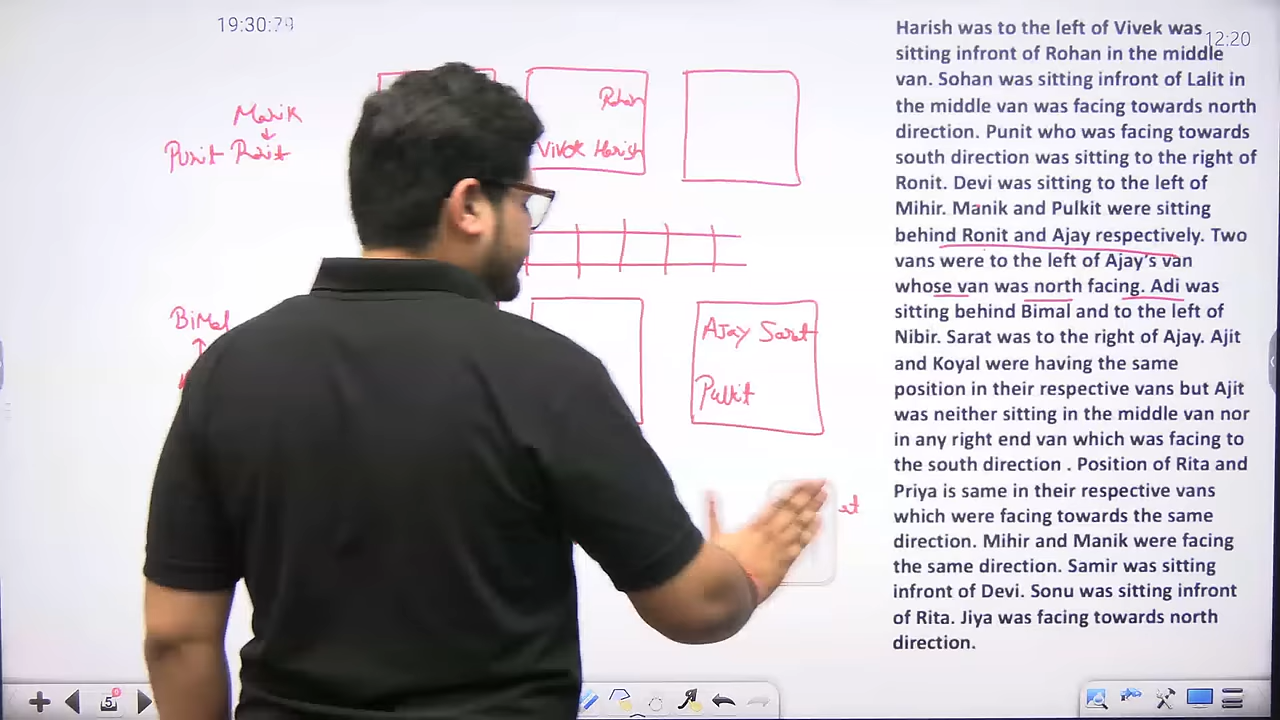 19:30:29
12:20
Harish was to the left of Vivek was
sitting infront of Rohan in the middle
van. Sohan was sitting infront of Lalit in
the middle van was facing towards north
direction. Punit who was facing towards
south direction was sitting to the right of
Ronit. Devi was sitting to the left of
Mihir. Manik and Pulkit were sitting
behind Ronit and Ajay respectively. Two
vans were to the left of Ajay's van
whose van was north facing. Adi was
sitting behind Bimal and to the left of
Nibir. Sarat was to the right of Ajay. Ajit
and Koyal were having the same
position in their respective vans but Ajit
was neither sitting in the middle van nor
in any right end van which was facing to
the south direction . Position of Rita and
Priya is same in their respective vans
which were facing towards the same
direction. Mihir and Manik were facing
the same direction. Samir was sitting
infront of Devi. Sonu was sitting infront
of Rita. Jiya was facing towards north
direction.
Manik
Punit
Rohan
Vivek Harish
Bimal
Ajay Sarat
Pulkit
5